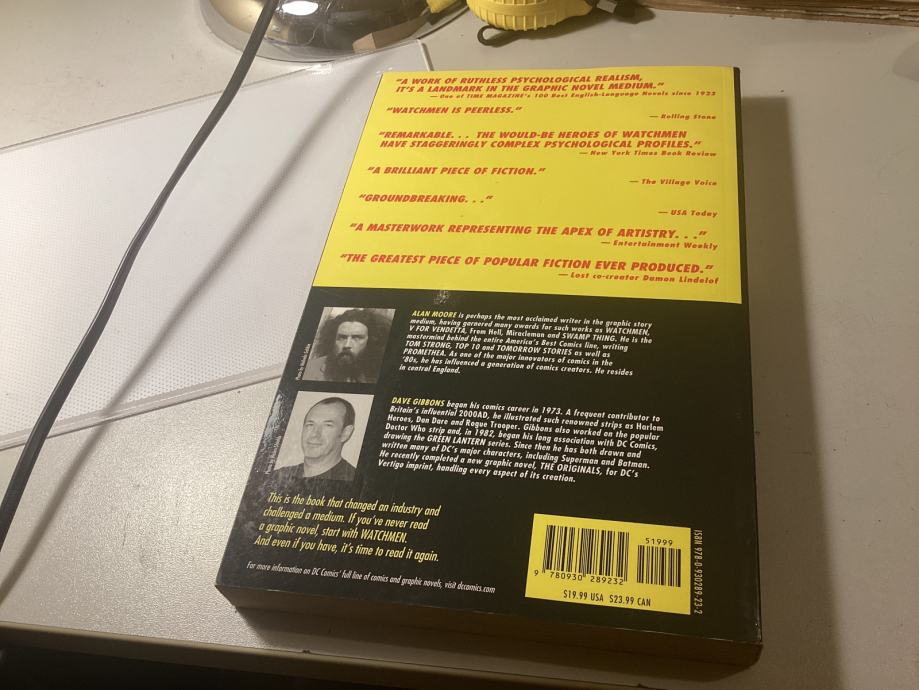 "A WORK OF RUTHLESS PSYCHOLOGICAL REALISM,
IT'S A LANDMARK IN THE GRAPHIC NOVEL MEDIUM."
— One of TIME MAGAZINE's 100 Best English-Language Novels since 1923
"WATCHMEN IS PEERLESS."
— Rolling Stone
"REMARKABLE. . . THE WOULD-BE HEROES OF WATCHMEN
HAVE STAGGERINGLY COMPLEX PSYCHOLOGICAL PROFILES."
— New York Times Book Review
"A BRILLIANT PIECE OF FICTION."
— The Village Voice
"GROUNDBREAKING. . ."
— USA Today
"A MASTERWORK REPRESENTING THE APEX OF ARTISTRY. . ."
— Entertainment Weekly
"THE GREATEST PIECE OF POPULAR FICTION EVER PRODUCED."
— Lost co-creator Damon Lindelof
ALAN MOORE is perhaps the most acclaimed writer in the graphic story
medium, having garnered many awards for such works as WATCHMEN,
V FOR VENDETTA, From Hell, Miracleman and SWAMP THING. He is the
mastermind behind the entire America's Best Comics line, writing
TOM STRONG, TOP 10 and TOMORROW STORIES as well as
PROMETHEA. As one of the major innovators of comics in the
'80s, he has influenced a generation of comics creators. He resides
in central England.
DAVE GIBBONS began his comics career in 1973. A frequent contributor to
Britain's influential 2000AD, he illustrated such renowned strips as Harlem
Heroes, Dan Dare and Rogue Trooper. Gibbons also worked on the popular
Doctor Who strip and, in 1982, began his long association with DC Comics,
drawing the GREEN LANTERN series. Since then he has both drawn and
written many of DC's major characters, including Superman and Batman.
He recently completed a new graphic novel, THE ORIGINALS, for DC's
Vertigo imprint, handling every aspect of its creation.
This is the book that changed an industry and
challenged a medium. If you've never read
a graphic novel, start with WATCHMEN.
And even if you have, it's time to read it again.
For more information on DC Comics' full line of comics and graphic novels, visit dccomics.com
51999
9 780930 289232
$19.99 USA $23.99 CAN
ISBN 978-0-930289-23-2